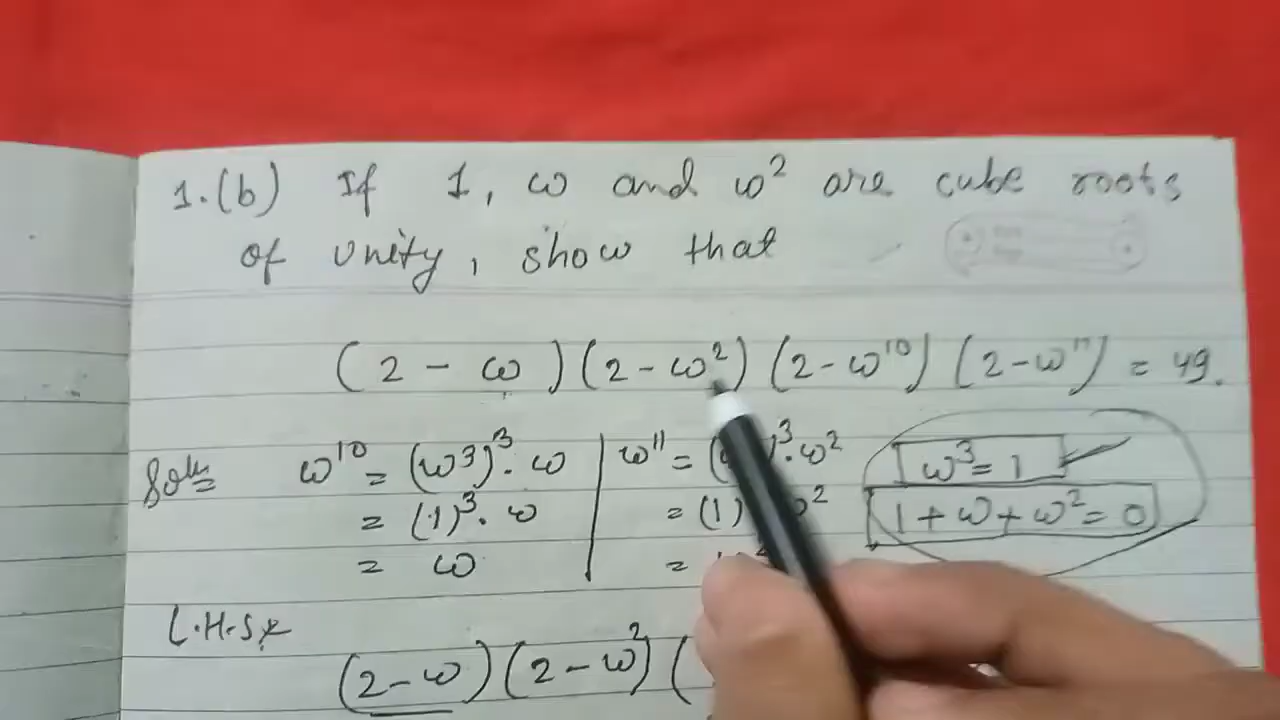 1.(b) If 1, ω and ω² are cube roots
of unity, show that
(2 - ω)(2 - ω²)(2 - ω¹⁰)(2 - ω¹¹) = 49.
Solⁿ ω¹⁰ = (ω³)³·ω | ω¹¹ = ( )³·ω² ω³ = 1
= (1)³·ω = (1) ω² 1 + ω + ω² = 0
= ω =
L.H.S
(2 - ω)(2 - ω²)(